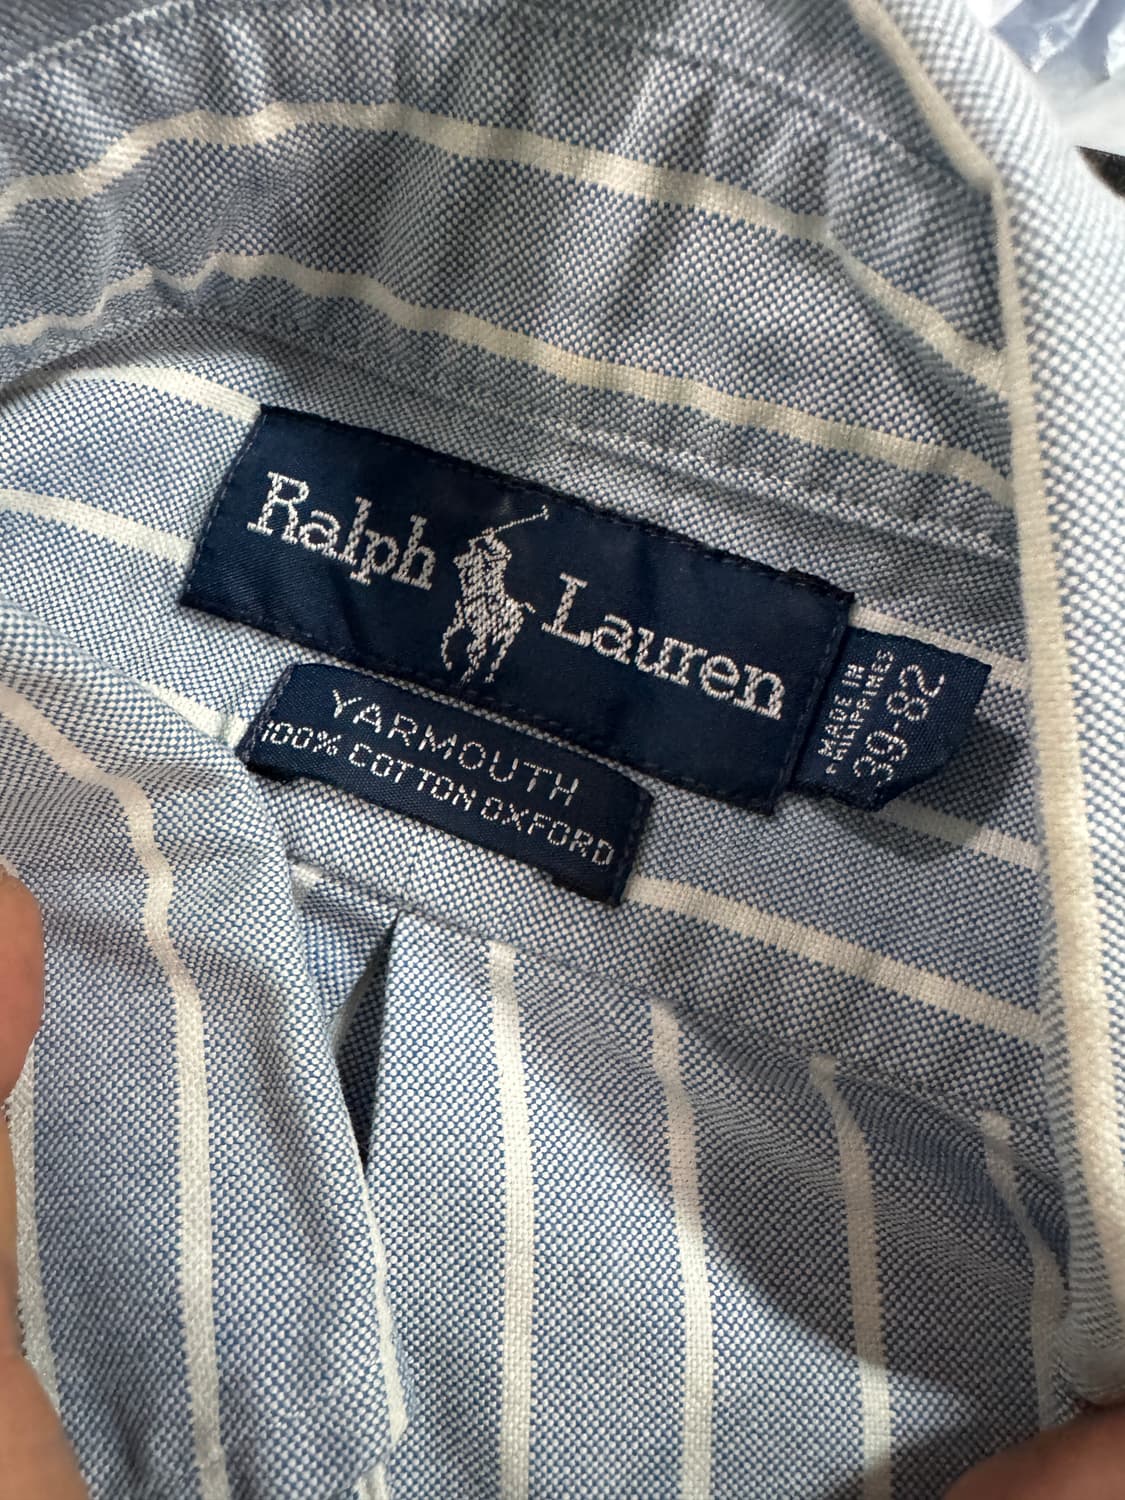 Ralph Lauren
YARMOUTH
100% COTTON OXFORD
MADE IN
PHILIPPINES
39-82